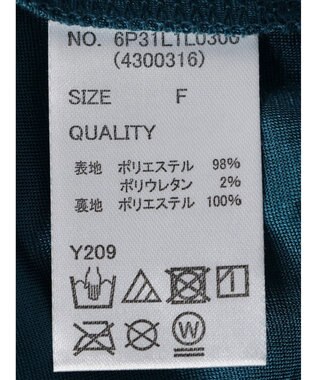 NO. 6P31L1L0306
(4300316)
SIZE F
QUALITY
表地 ポリエステル 98%
ポリウレタン 2%
裏地 ポリエステル 100%
Y209
W